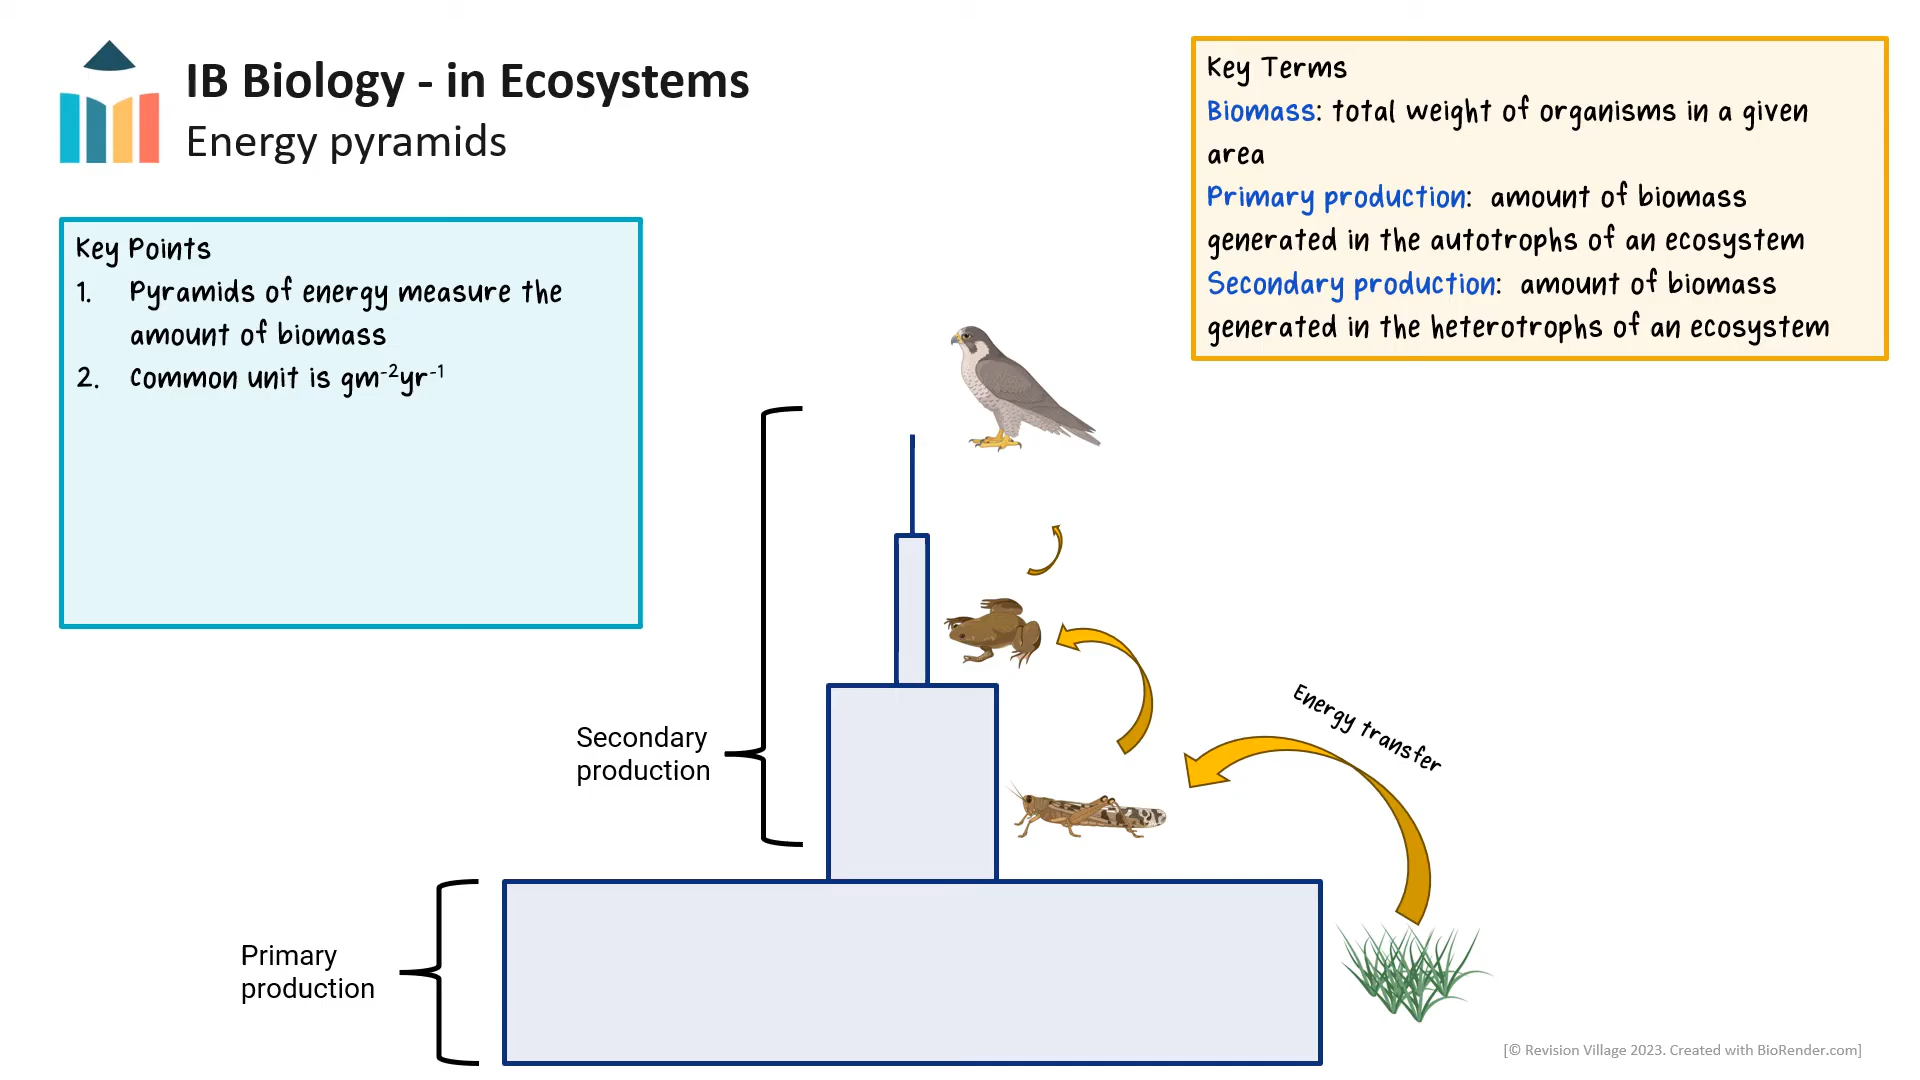 IB Biology - in Ecosystems
Energy pyramids
Key Terms
Biomass: total weight of organisms in a given
area
Primary production: amount of biomass
generated in the autotrophs of an ecosystem
Secondary production: amount of biomass
generated in the heterotrophs of an ecosystem
Key Points
1. Pyramids of energy measure the
amount of biomass
2. Common unit is gm⁻²yr⁻¹
Energy transfer
Secondary
production
Primary
production
[© Revision Village 2023. Created with BioRender.com]